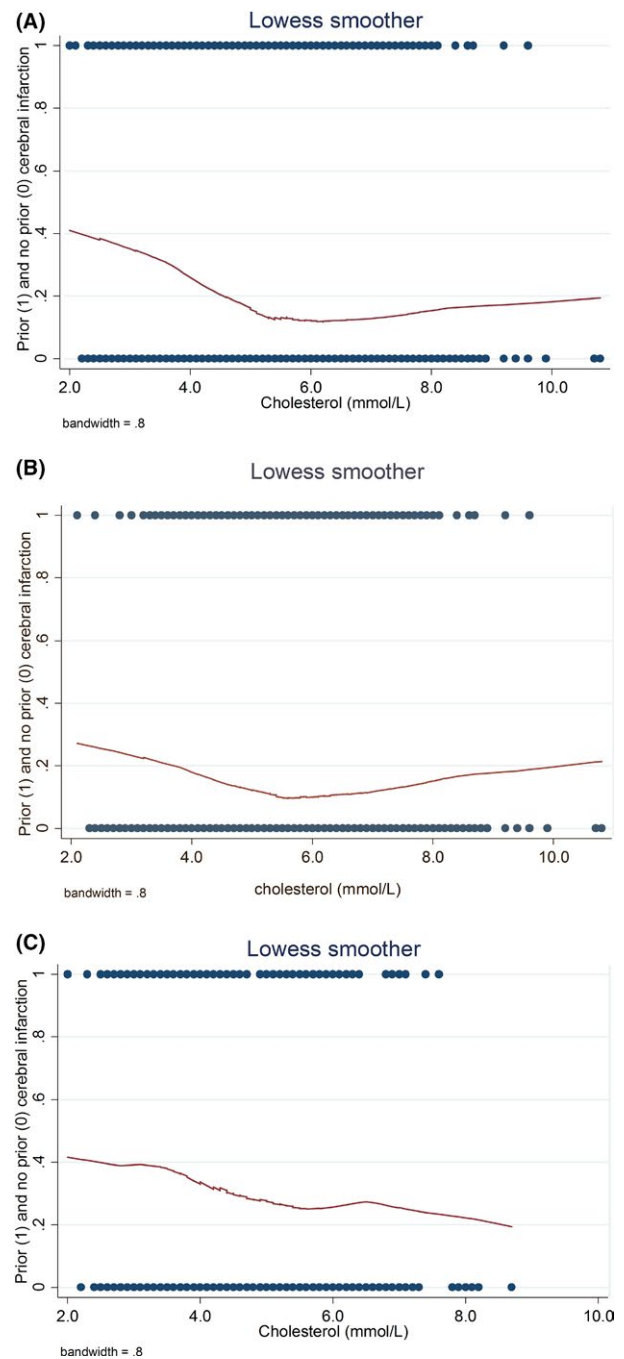 (A)
Lowess smoother
Prior (1) and no prior (0) cerebral infarction
1
.8
.6
.4
.2
0
2.0 4.0 6.0 8.0 10.0
Cholesterol (mmol/L)
bandwidth = .8
(B)
Lowess smoother
Prior (1) and no prior (0) cerebral infarction
1
.8
.6
.4
.2
0
2.0 4.0 6.0 8.0 10.0
cholesterol (mmol/L)
bandwidth = .8
(C)
Lowess smoother
Prior (1) and no prior (0) cerebral infarction
1
.8
.6
.4
.2
0
2.0 4.0 6.0 8.0 10.0
Cholesterol (mmol/L)
bandwidth = .8